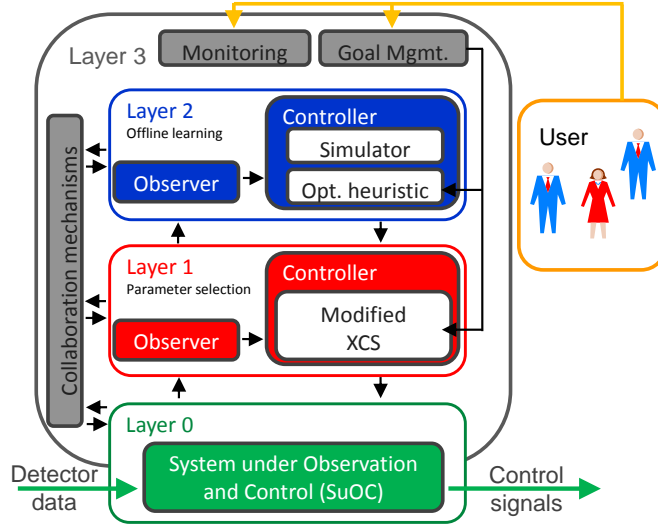 Layer 3
Monitoring
Goal Mgmt.
Layer 2
Offline learning
Observer
Controller
Simulator
Opt. heuristic
User
Collaboration mechanisms
Layer 1
Parameter selection
Observer
Controller
Modified
XCS
Layer 0
System under Observation
and Control (SuOC)
Detector
data
Control
signals